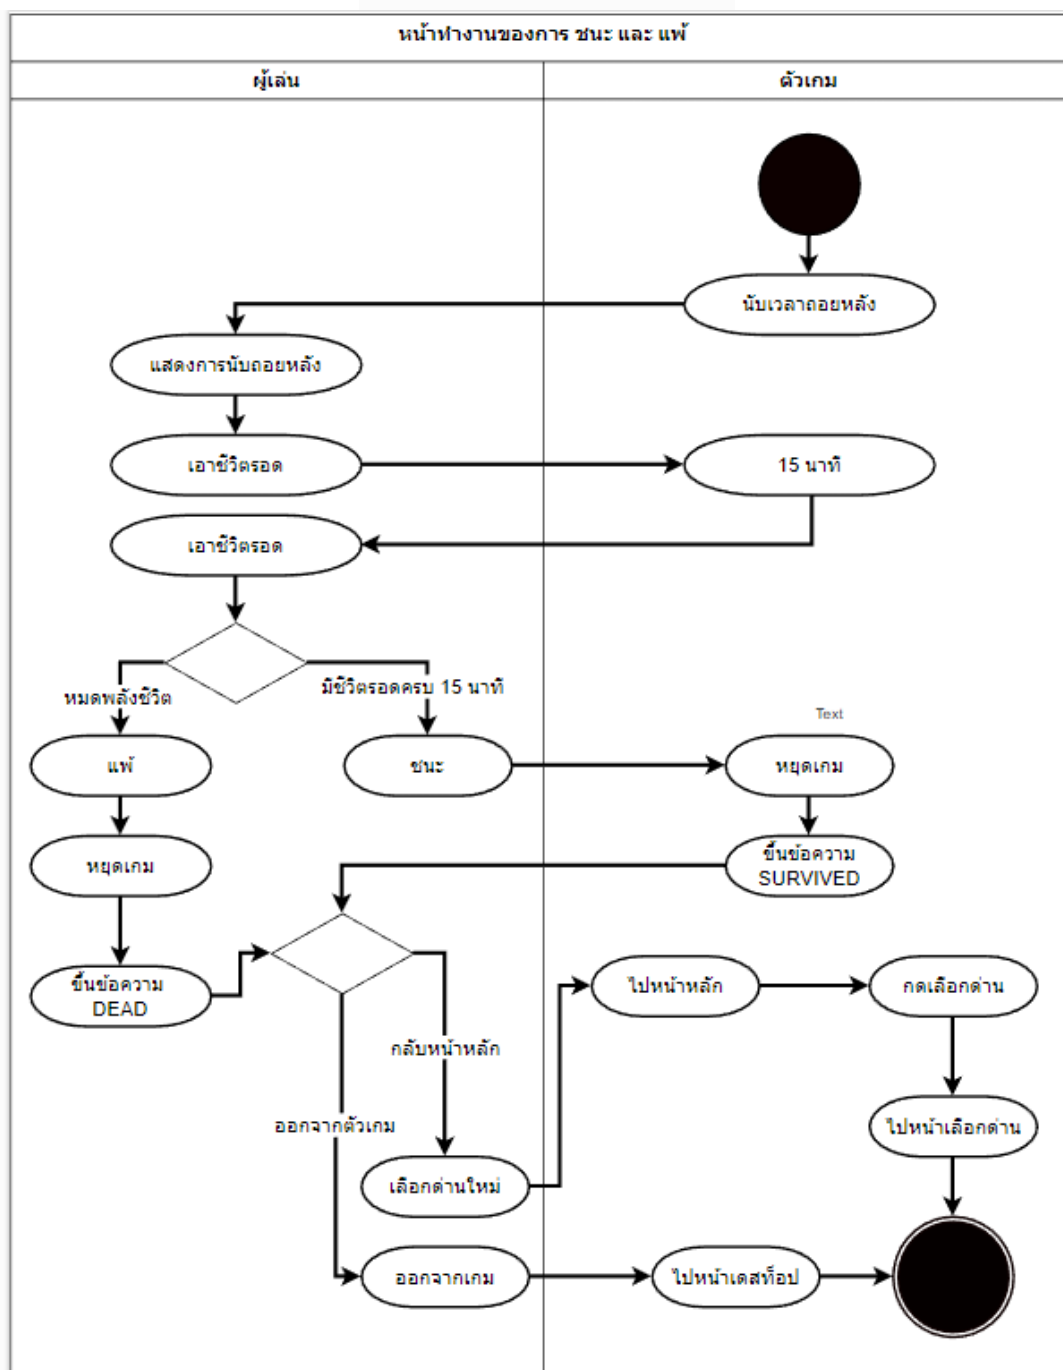 หน้าทำงานของการ ชนะ และ แพ้
ผู้เล่น
ตัวเกม
นับเวลาถอยหลัง
แสดงการนับถอยหลัง
เอาชีวิตรอด
15 นาที
เอาชีวิตรอด
หมดพลังชีวิต
มีชีวิตรอดครบ 15 นาที
Text
แพ้
ชนะ
หยุดเกม
หยุดเกม
ขึ้นข้อความ
SURVIVED
ขึ้นข้อความ
DEAD
ไปหน้าหลัก
กดเลือกด่าน
กลับหน้าหลัก
ออกจากตัวเกม
ไปหน้าเลือกด่าน
เลือกด่านใหม่
ออกจากเกม
ไปหน้าเดสท็อป